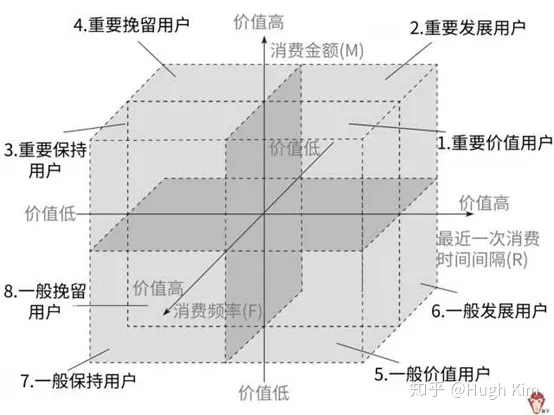 4.重要挽留用户
价值高
2.重要发展用户
消费金额(M)
3.重要保持
用户
价值低
1.重要价值用户
价值低
价值高
最近一次消费
时间间隔(R)
8.一般挽留
用户
价值高
消费频率(F)
6.一般发展用户
7.一般保持用户
价值低
5.一般价值用户
知乎 @Hugh Kim